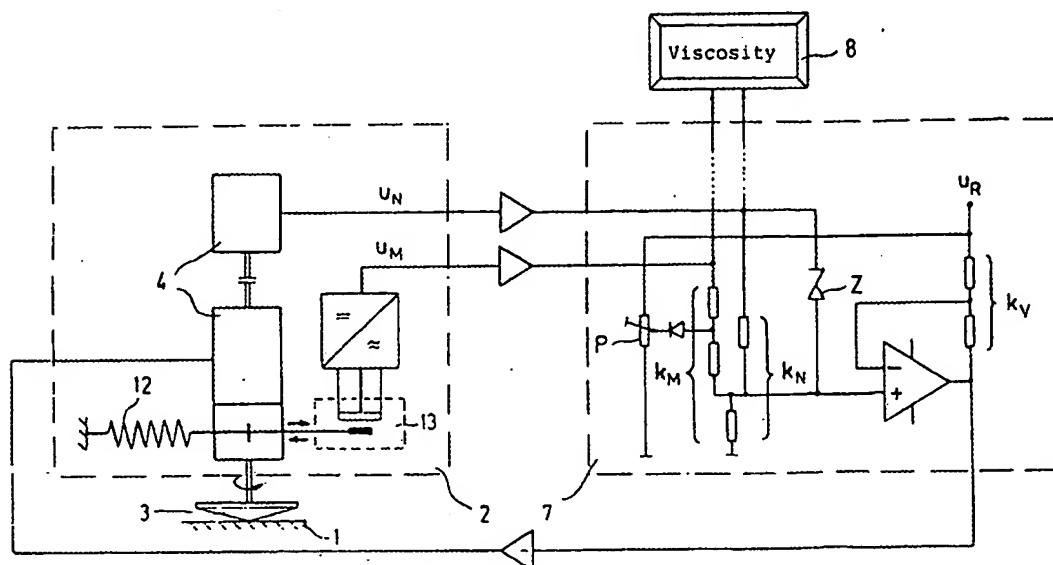 Viscosity
8
u_N
u_R
u_M
4
Z
k_V
=
≈
P
k_M
k_N
-
+
12
13
3
1
2
7
-